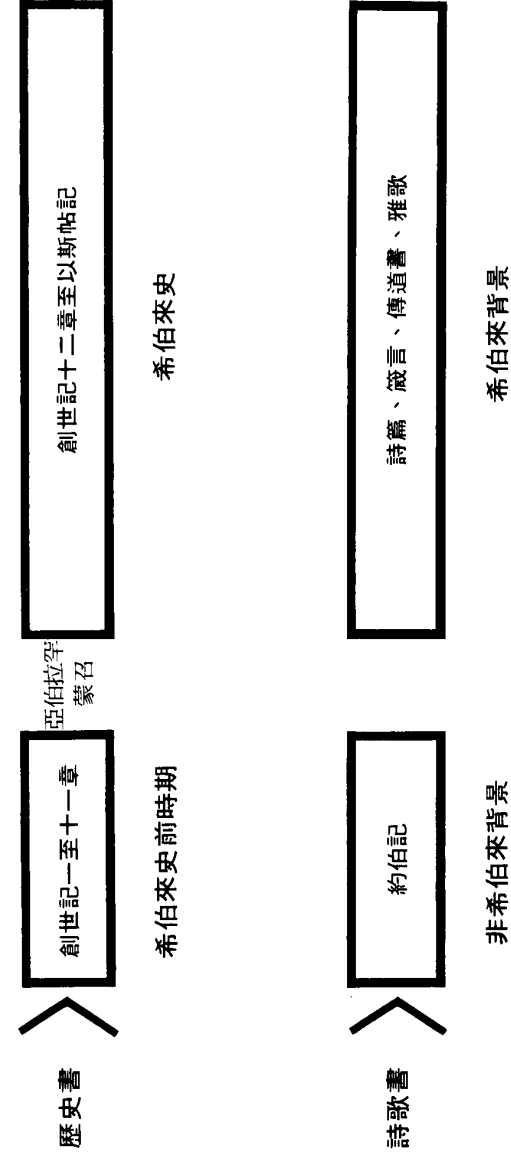 歷史書
創世記一至十一章
亞伯拉罕
蒙召
創世記十二章至以斯帖記
希伯來史前時期
希伯來史
詩歌書
約伯記
詩篇、箴言、傳道書、雅歌
非希伯來背景
希伯來背景